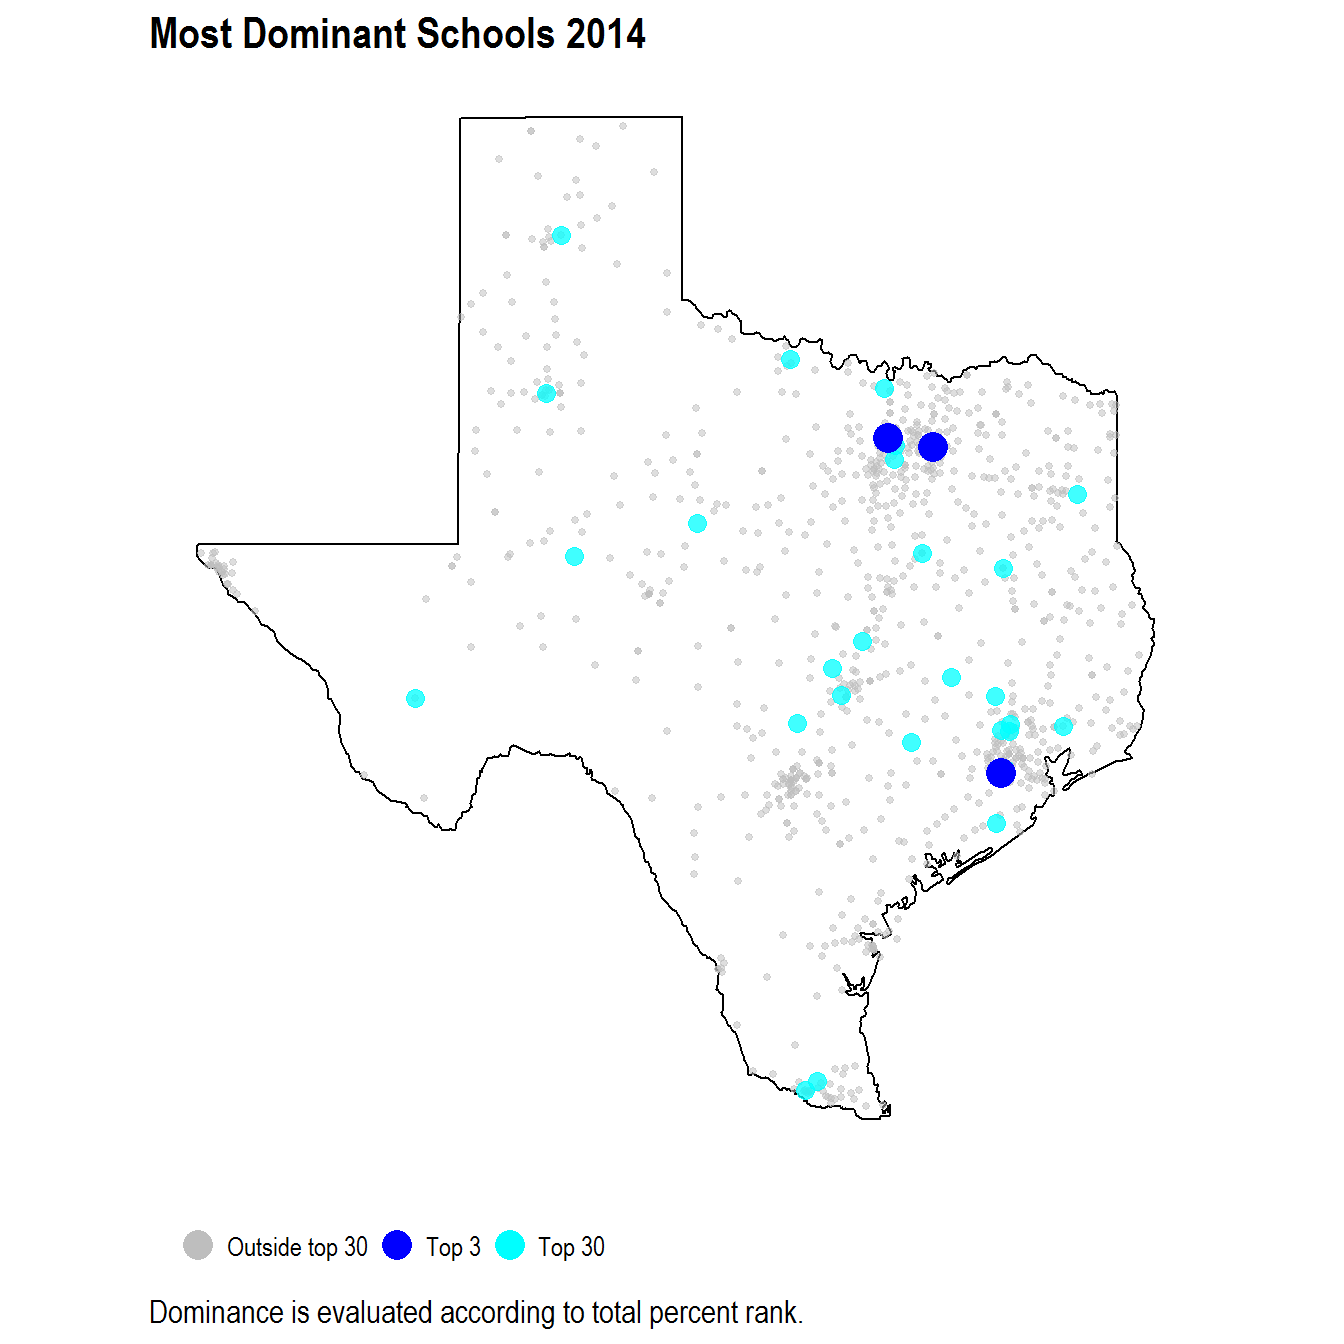 Most Dominant Schools 2014
Outside top 30 Top 3 Top 30
Dominance is evaluated according to total percent rank.